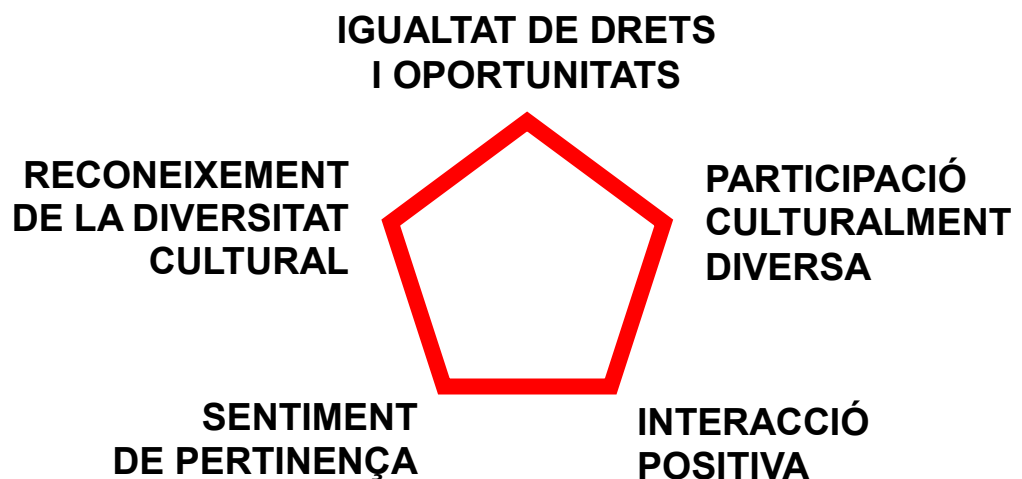 IGUALTAT DE DRETS
I OPORTUNITATS
RECONEIXEMENT
DE LA DIVERSITAT
CULTURAL
PARTICIPACIÓ
CULTURALMENT
DIVERSA
SENTIMENT
DE PERTINENÇA
INTERACCIÓ
POSITIVA